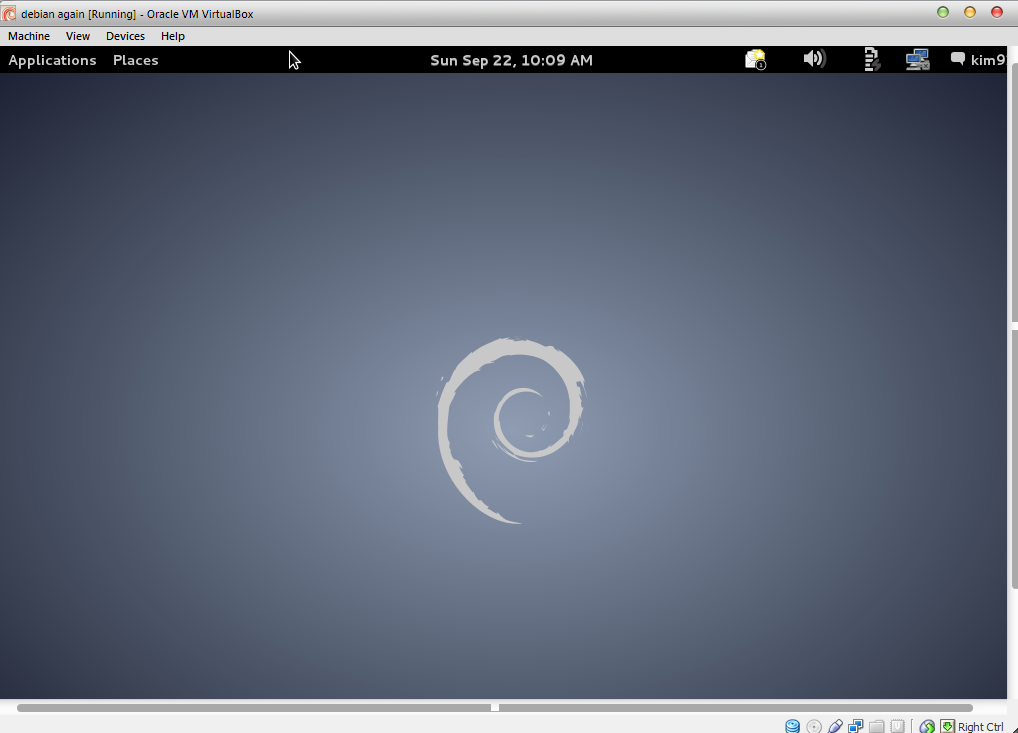 debian again [Running] - Oracle VM VirtualBox
Machine View Devices Help
Applications Places Sun Sep 22, 10:09 AM 1 kim9
Right Ctrl